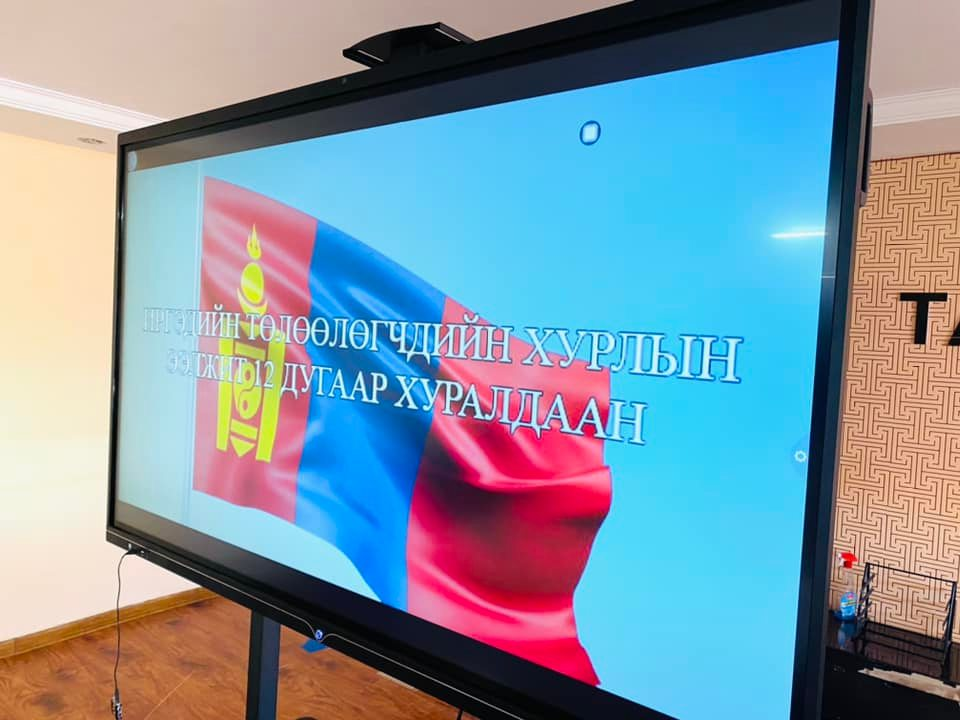 ИРГЭДИЙН ТӨЛӨӨЛӨГЧДИЙН ХУРЛЫН
ЭЭЛЖИТ 12 ДУГААР ХУРАЛДААН